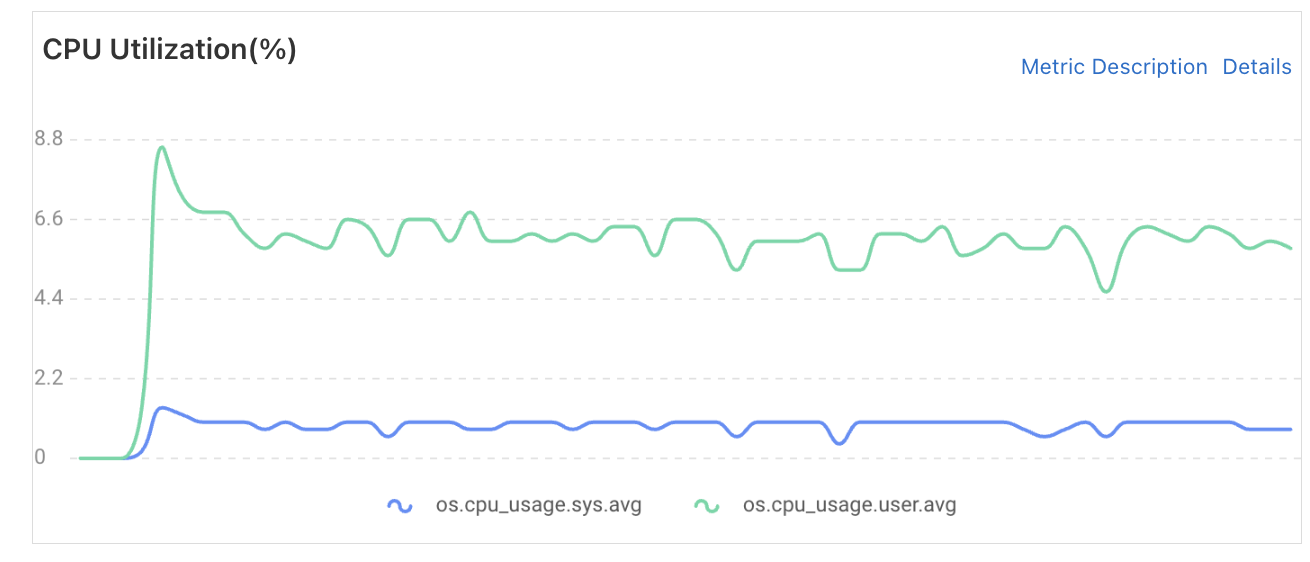 CPU Utilization(%)
Metric Description Details
8.8
6.6
4.4
2.2
0
os.cpu_usage.sys.avg os.cpu_usage.user.avg